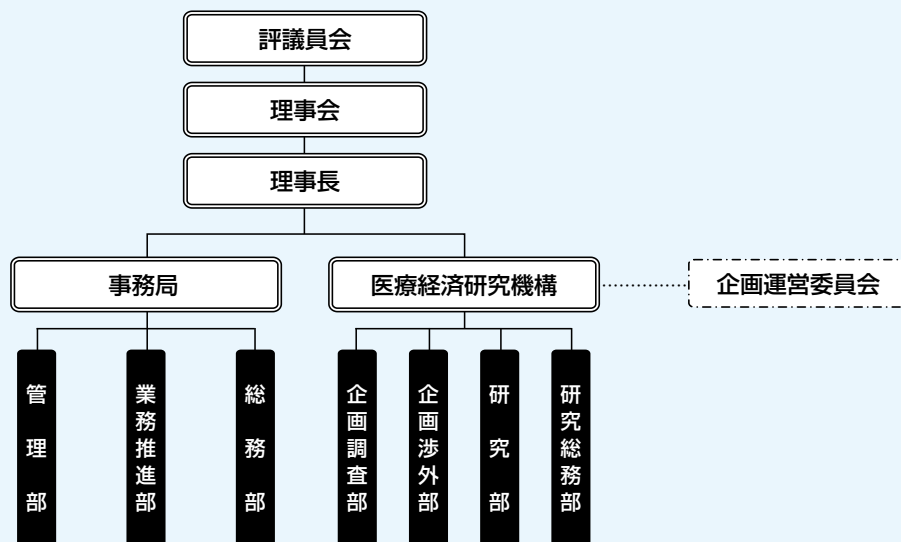 評議員会
理事会
理事長
事務局
医療経済研究機構
企画運営委員会
管理部
業務推進部
総務部
企画調査部
企画渉外部
研究部
研究総務部